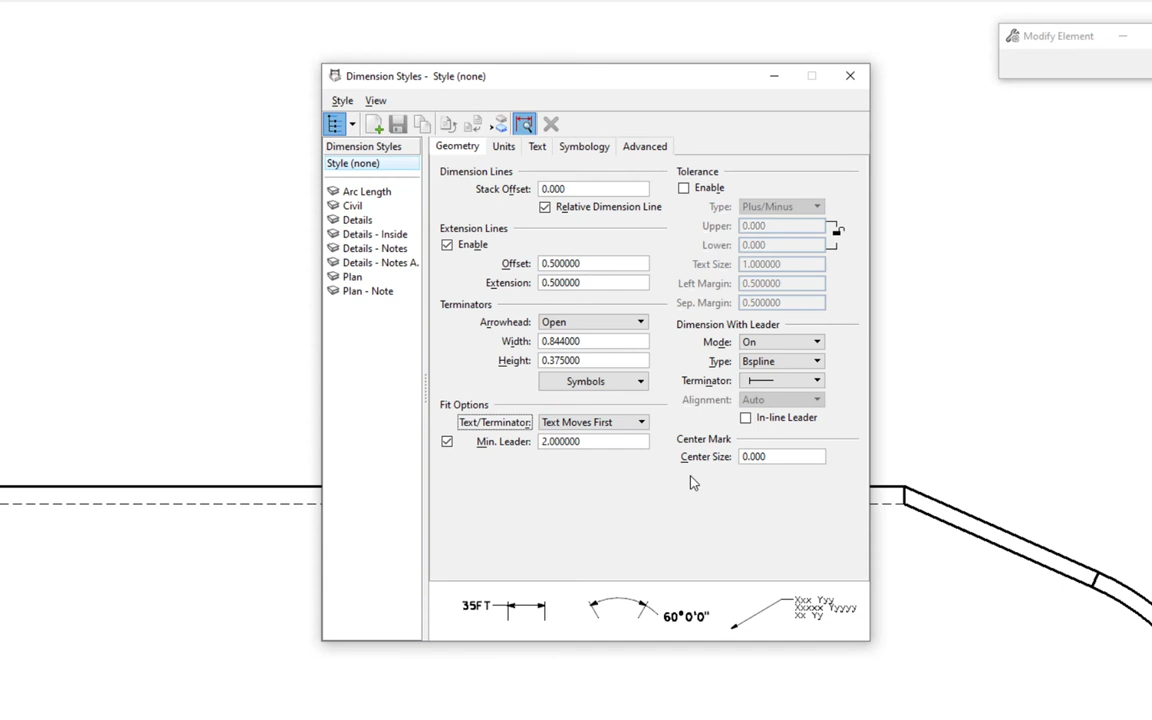 Modify Element
Dimension Styles - Style (none)
Style View
Dimension Styles
Style (none)
Arc Length
Civil
Details
Details - Inside
Details - Notes
Details - Notes A.
Plan
Plan - Note
Geometry Units Text Symbology Advanced
Dimension Lines
Stack Offset: 0.000
Relative Dimension Line
Extension Lines
Enable
Offset: 0.500000
Extension: 0.500000
Terminators
Arrowhead: Open
Width: 0.844000
Height: 0.375000
Symbols
Fit Options
Text/Terminator: Text Moves First
Min. Leader: 2.000000
Tolerance
Enable
Type: Plus/Minus
Upper: 0.000
Lower: 0.000
Text Size: 1.000000
Left Margin: 0.500000
Sep. Margin: 0.500000
Dimension With Leader
Mode: On
Type: Bspline
Terminator:
Alignment: Auto
In-line Leader
Center Mark
Center Size: 0.000
35FT
60°0'0"
Xxx Yyy
Xxxxx Yyyyy
xx Yy